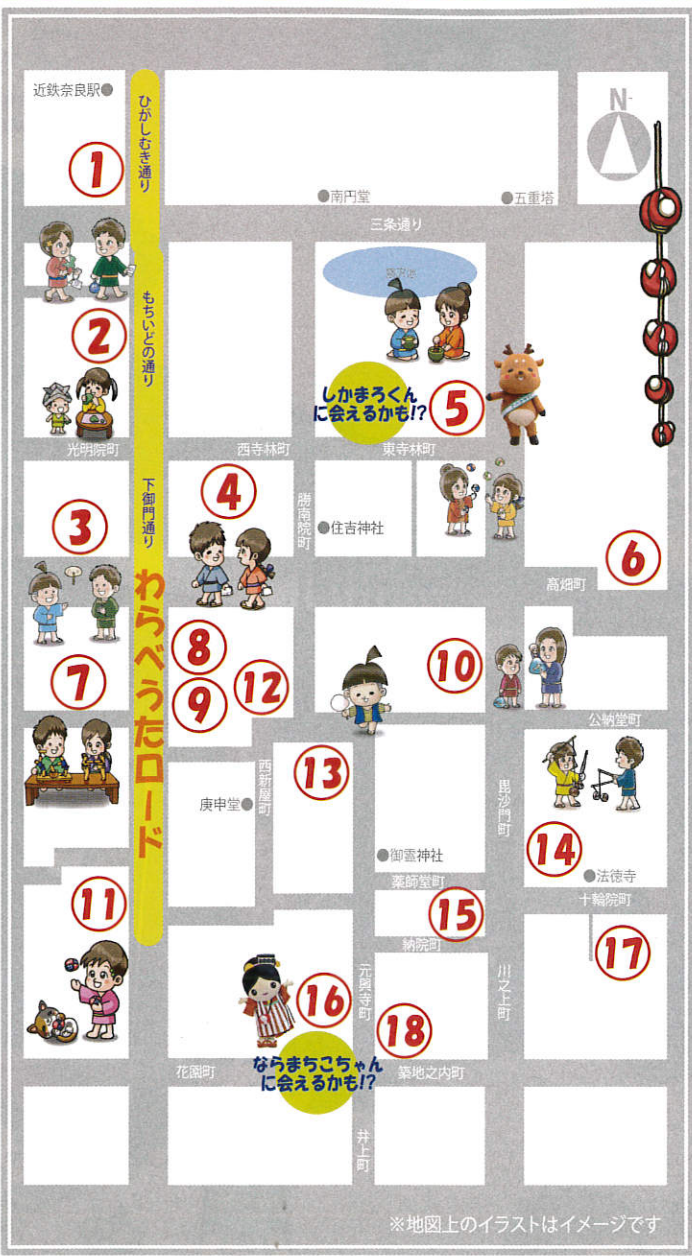 近鉄奈良駅●
ひがしむき通り
N
1
●南円堂
●五重塔
三条通り
もちいどの通り
2
しかまろくん
に会えるかも!?
5
光明院町
西寺林町
東寺林町
下御門通り
3
4
勝南院町
●住吉神社
6
高畑町
わらべうたロード
7
8
9
12
10
公納堂町
西新屋町
13
庚申堂●
毘沙門町
●御霊神社
14
●法徳寺
薬師堂町
十輪院町
11
15
納院町
元興寺町
川之上町
17
16
18
ならまちこちゃん
に会えるかも!?
花園町
築地之内町
井上町
※地図上のイラストはイメージです